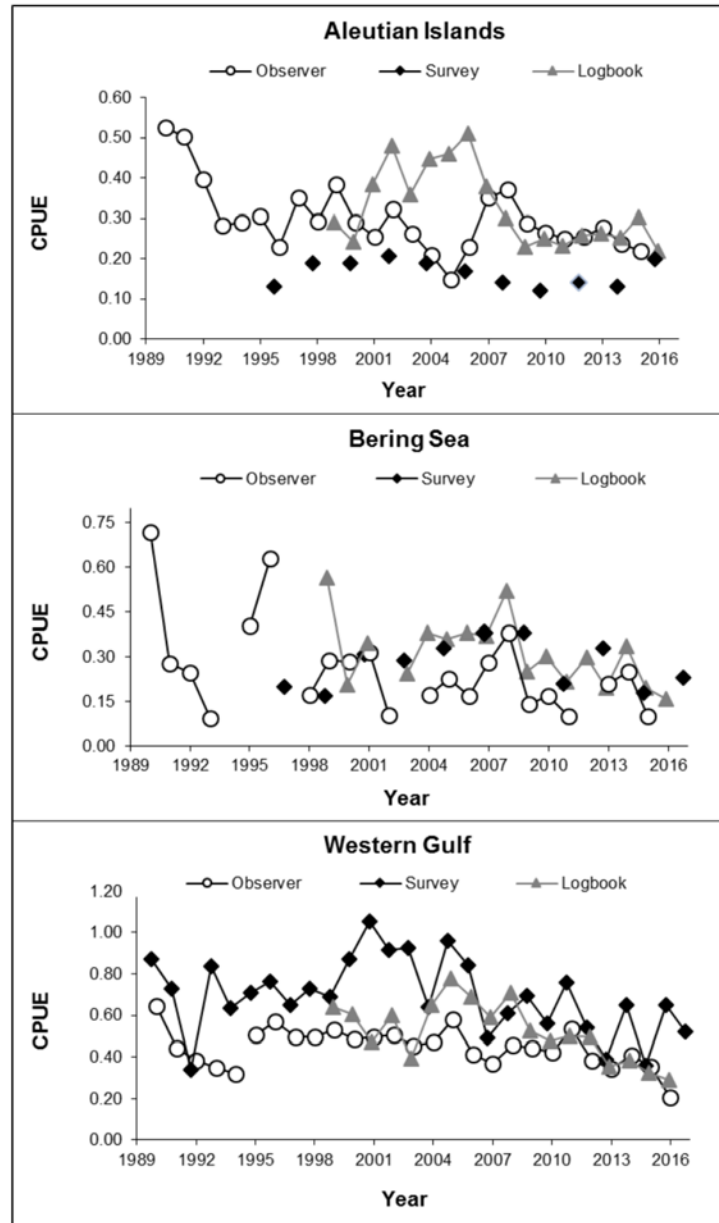 Aleutian Islands
Observer Survey Logbook
0.60
0.50
0.40
0.30
0.20
0.10
0.00
CPUE
1989 1992 1995 1998 2001 2004 2007 2010 2013 2016
Year
Bering Sea
Observer Survey Logbook
0.75
0.60
0.45
0.30
0.15
0.00
CPUE
1989 1992 1995 1998 2001 2004 2007 2010 2013 2016
Year
Western Gulf
1.20
Observer Survey Logbook
1.00
0.80
0.60
0.40
0.20
0.00
CPUE
1989 1992 1995 1998 2001 2004 2007 2010 2013 2016
Year